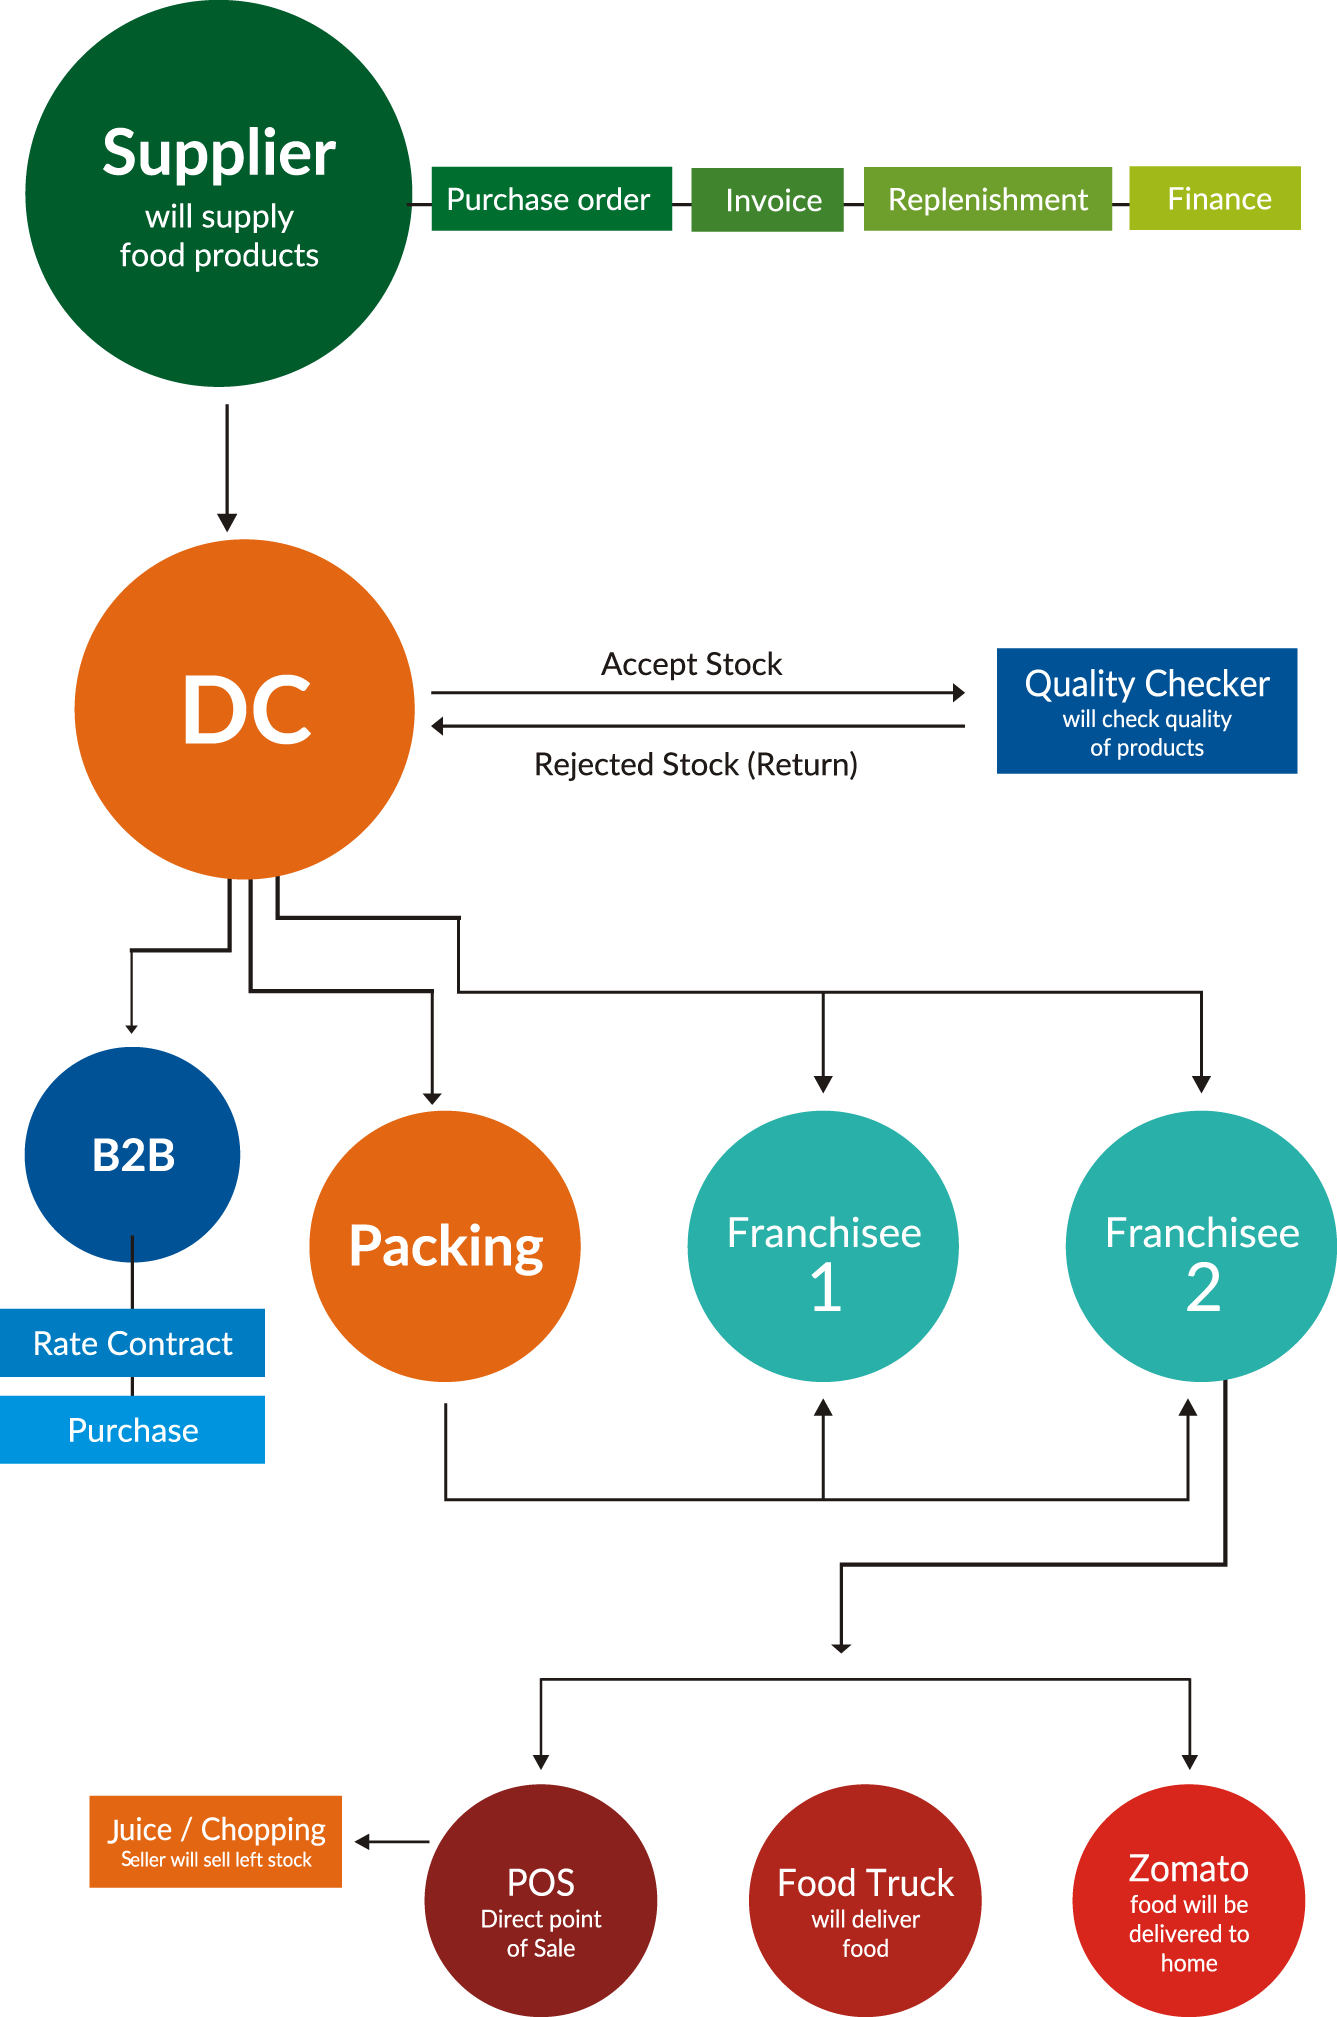 Supplier
will supply
food products
Purchase order
Invoice
Replenishment
Finance
DC
Accept Stock
Rejected Stock (Return)
Quality Checker
will check quality
of products
B2B
Rate Contract
Purchase
Packing
Franchisee
1
Franchisee
2
Juice / Chopping
Seller will sell left stock
POS
Direct point
of Sale
Food Truck
will deliver
food
Zomato
food will be
delivered to
home